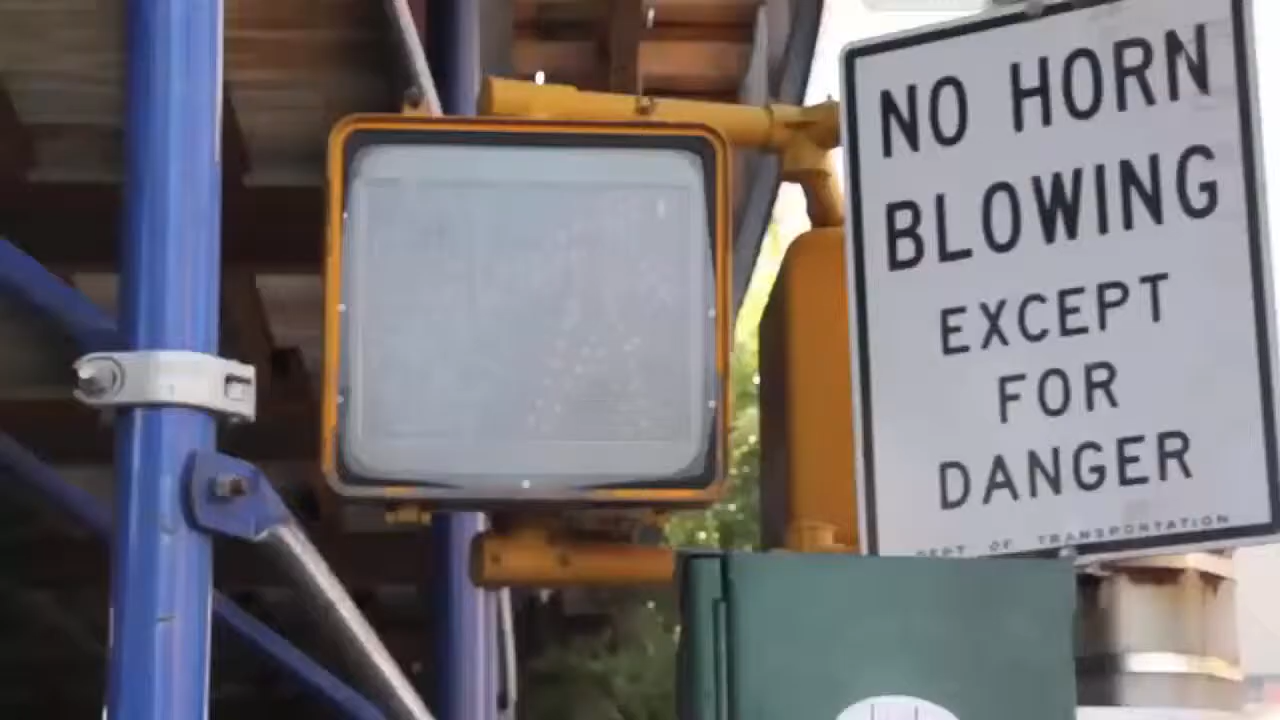 NO HORN
BLOWING
EXCEPT
FOR
DANGER
DEPT OF TRANSPORTATION